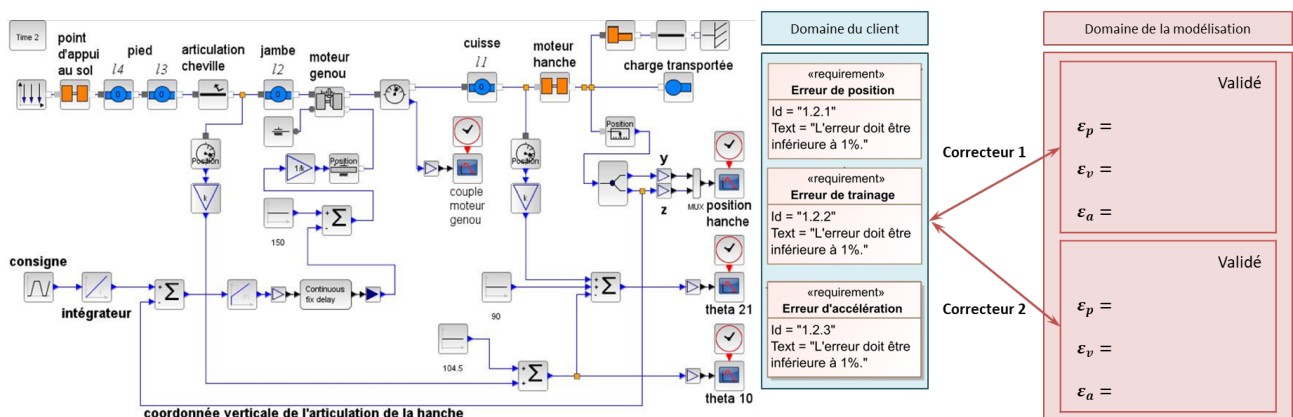 Time 2
point
d'appui
au sol
pied
l4
l3
articulation
cheville
jambe
l2
moteur
genou
cuisse
l1
moteur
hanche
charge transportée
Position
1/k
Position
k
couple
moteur
genou
Position
k
Position
y
z
MUX
position
hanche
150
Σ
consigne
intégrateur
Σ
Continuous
fix delay
90
Σ
theta 21
104.5
Σ
theta 10
coordonnée verticale de l'articulation de la hanche
Domaine du client
«requirement»
Erreur de position
Id = "1.2.1"
Text = "L'erreur doit être
inférieure à 1%."
«requirement»
Erreur de trainage
Id = "1.2.2"
Text = "L'erreur doit être
inférieure à 1%."
«requirement»
Erreur d'accélération
Id = "1.2.3"
Text = "L'erreur doit être
inférieure à 1%."
Correcteur 1
Correcteur 2
Domaine de la modélisation
Validé
εp =
εv =
εa =
Validé
εp =
εv =
εa =